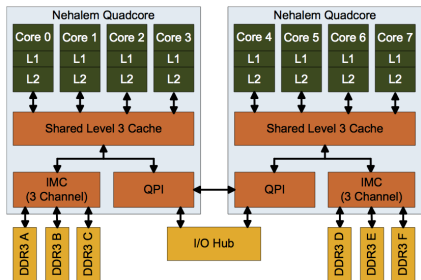 Nehalem Quadcore
Nehalem Quadcore
Core 0 Core 1 Core 2 Core 3
L1 L1 L1 L1
L2 L2 L2 L2
Core 4 Core 5 Core 6 Core 7
L1 L1 L1 L1
L2 L2 L2 L2
Shared Level 3 Cache
Shared Level 3 Cache
IMC
(3 Channel)
QPI
QPI
IMC
(3 Channel)
DDR3 A
DDR3 B
DDR3 C
I/O Hub
DDR3 D
DDR3 E
DDR3 F